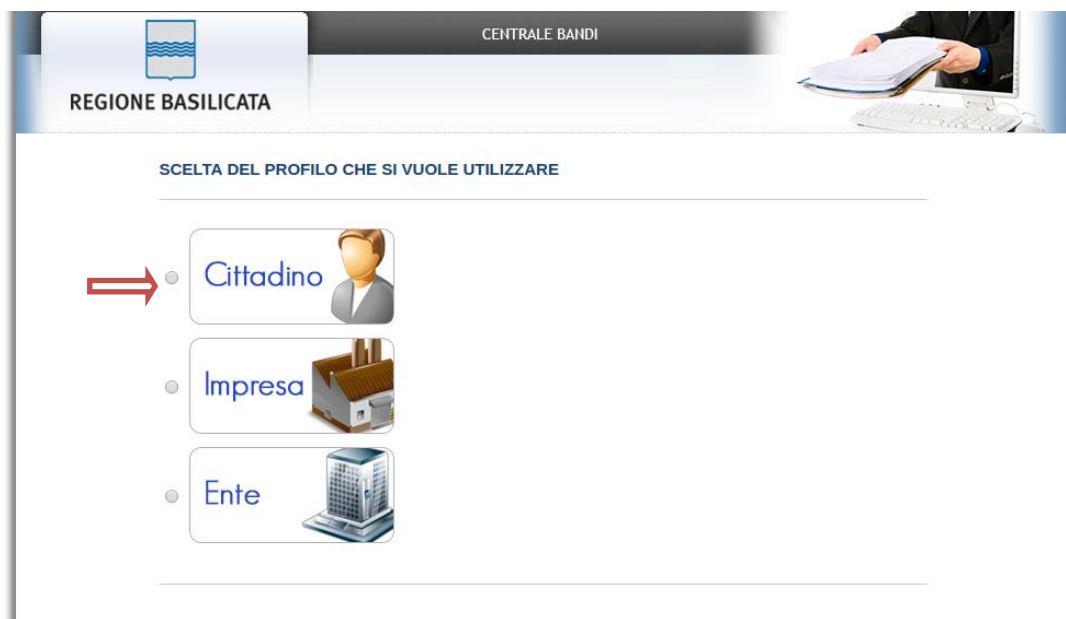 CENTRALE BANDI
REGIONE BASILICATA
SCELTA DEL PROFILO CHE SI VUOLE UTILIZZARE
Cittadino
Impresa
Ente